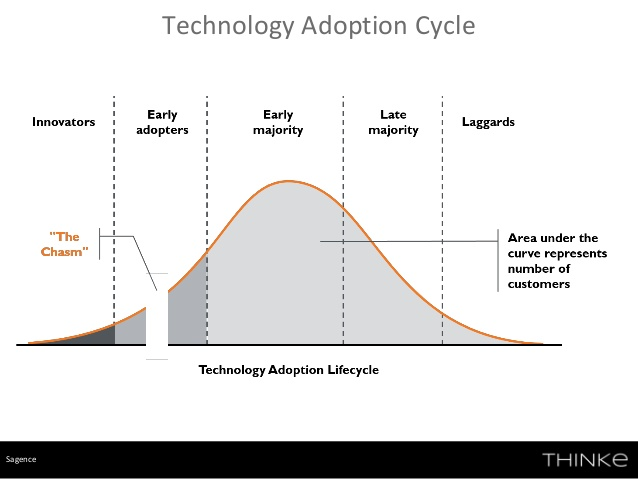 Technology Adoption Cycle
Innovators
Early
adopters
Early
majority
Late
majority
Laggards
"The
Chasm"
Area under the
curve represents
number of
customers
Technology Adoption Lifecycle
Sagence
THINKe